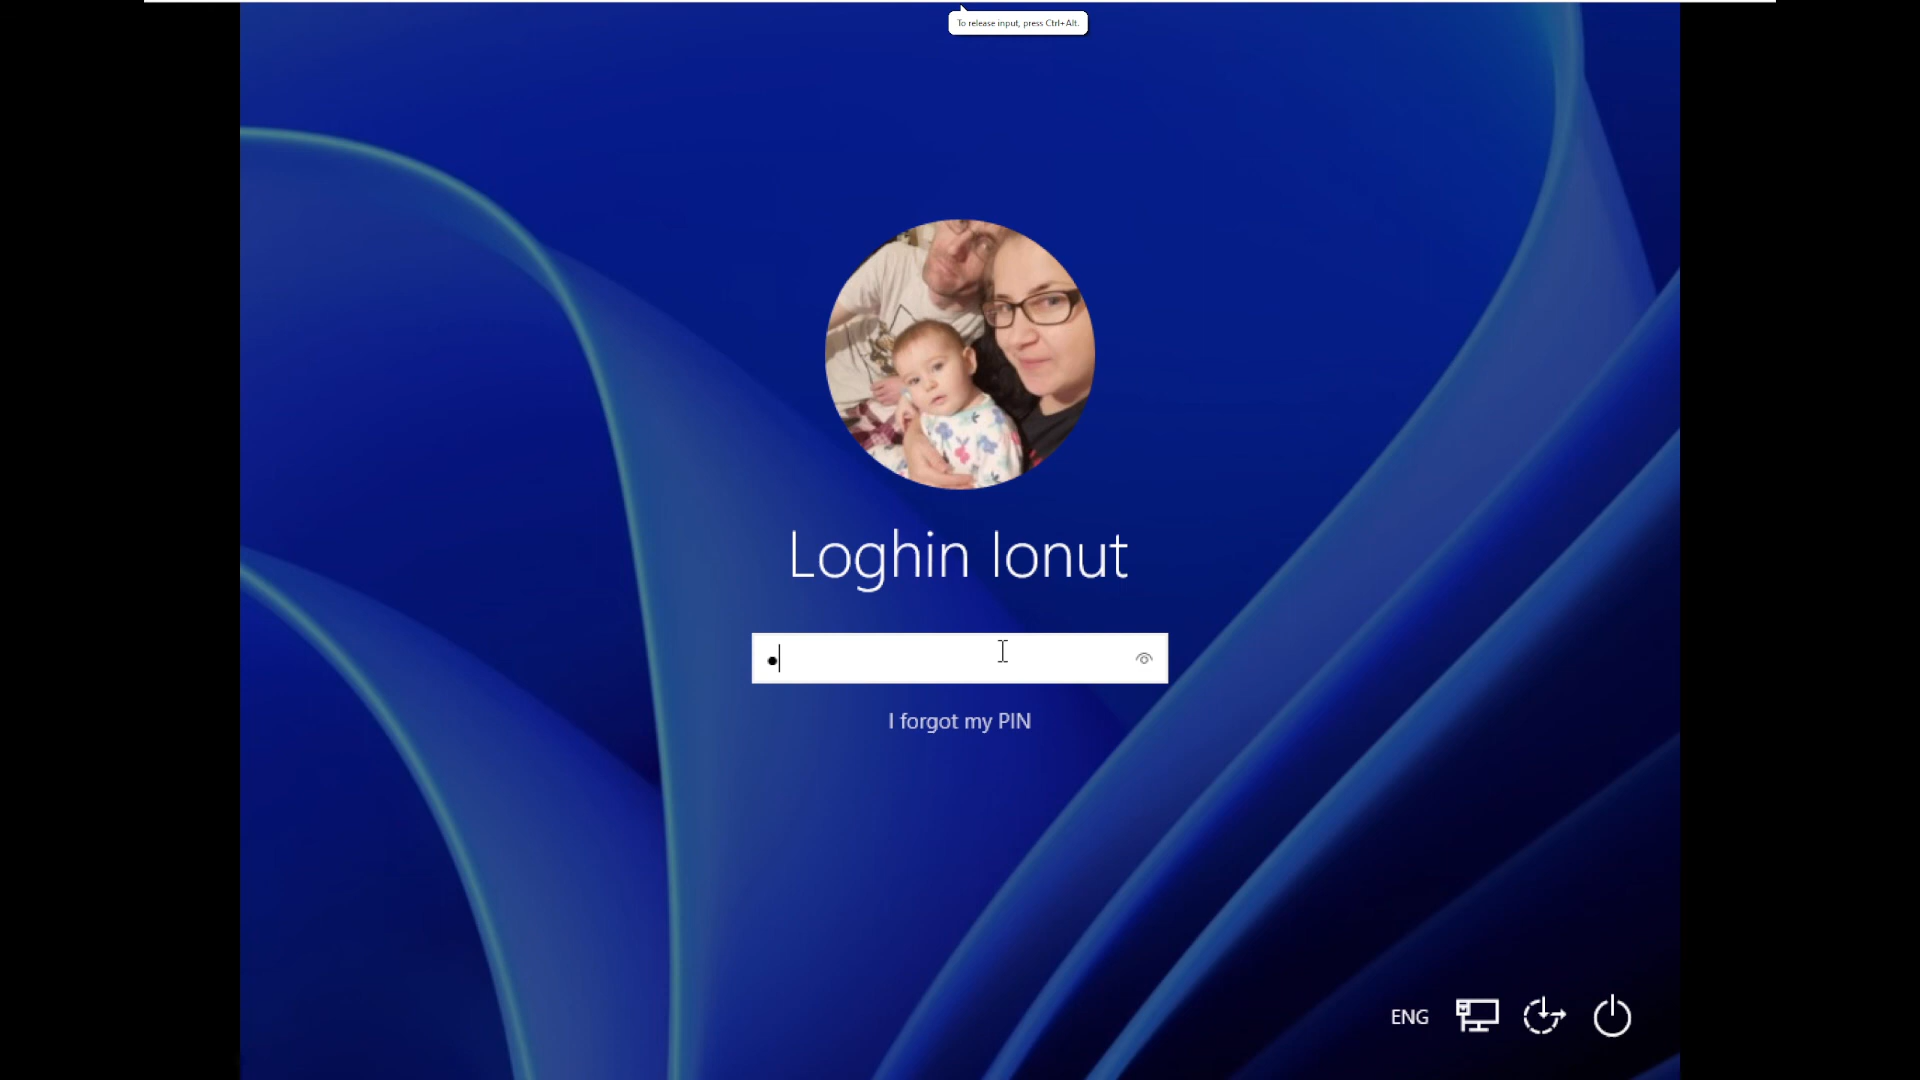 To release input, press Ctrl+Alt.
Loghin Ionut
I forgot my PIN
ENG